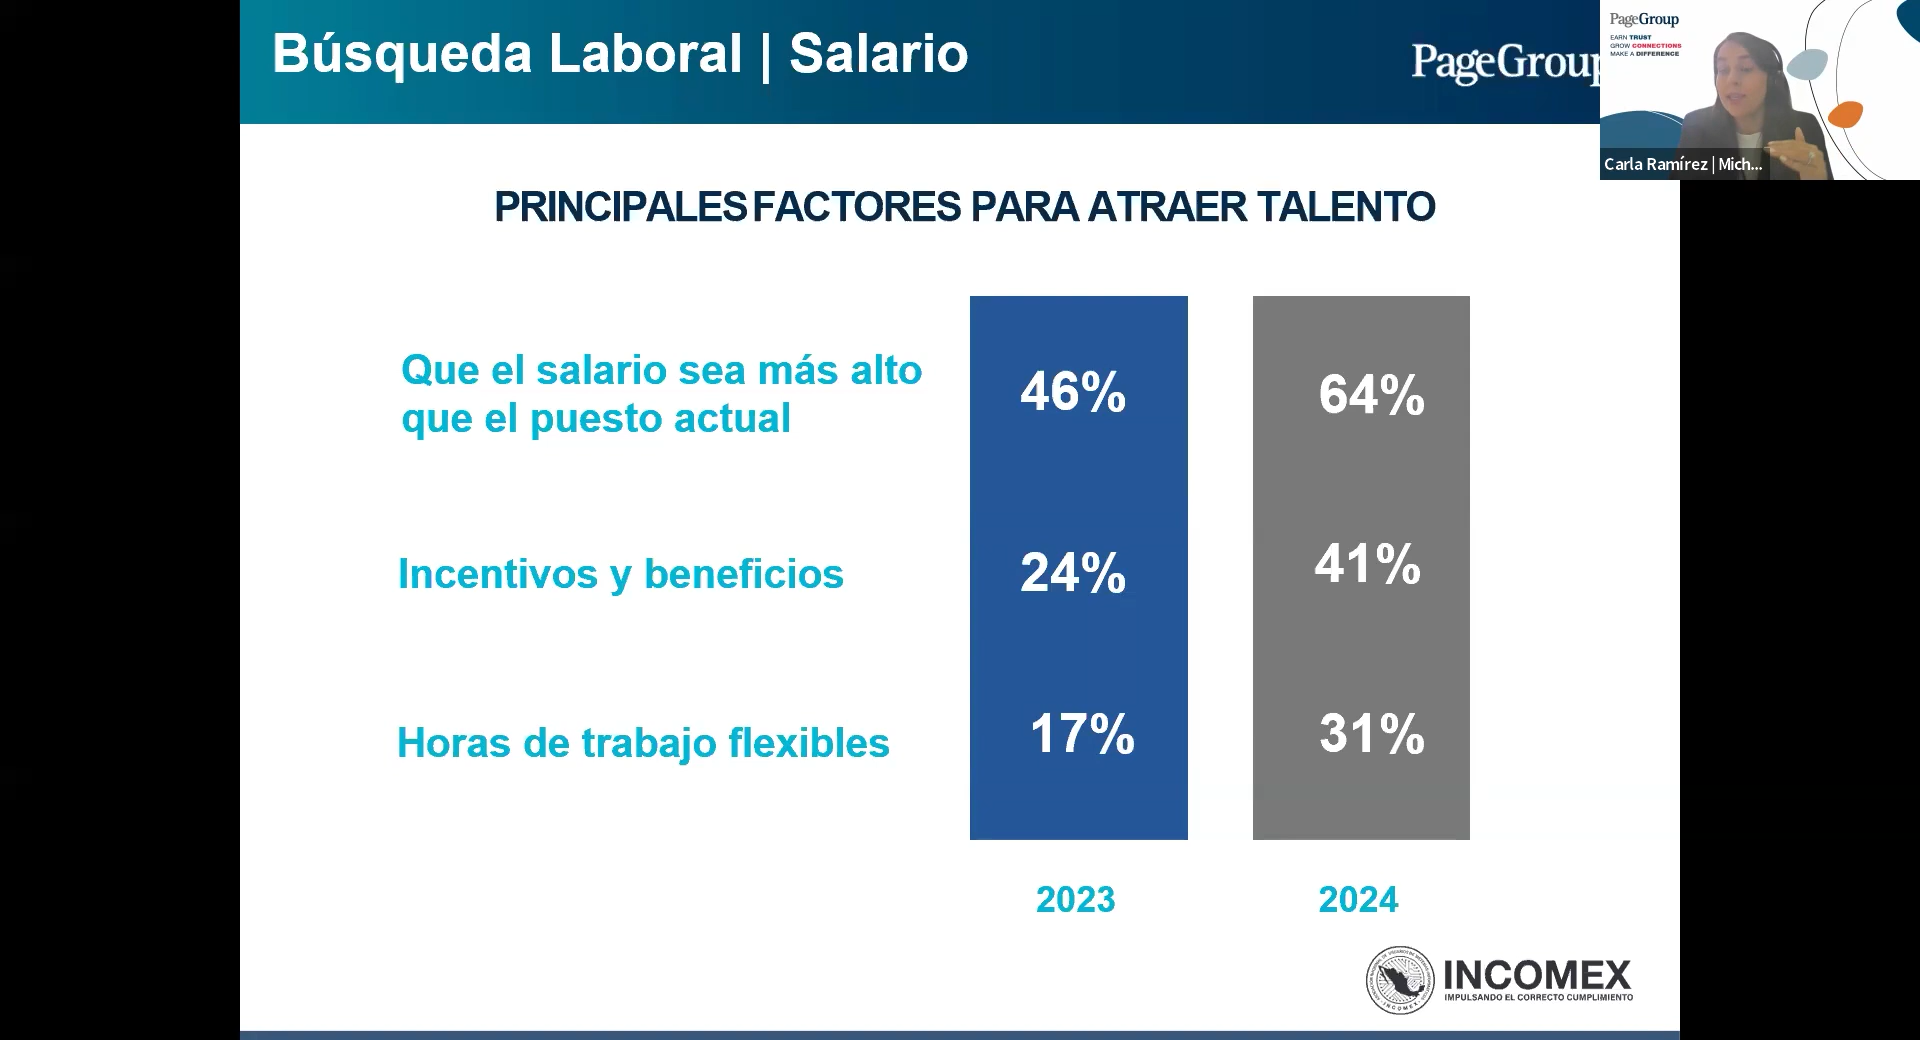 Búsqueda Laboral | Salario
PageGroup
PageGroup
EARN TRUST
GROW CONNECTIONS
MAKE A DIFFERENCE
Carla Ramírez | Mich...
PRINCIPALES FACTORES PARA ATRAER TALENTO
Que el salario sea más alto
que el puesto actual
46%
64%
Incentivos y beneficios
24%
41%
Horas de trabajo flexibles
17%
31%
2023
2024
INCOMEX
IMPULSANDO EL CORRECTO CUMPLIMIENTO